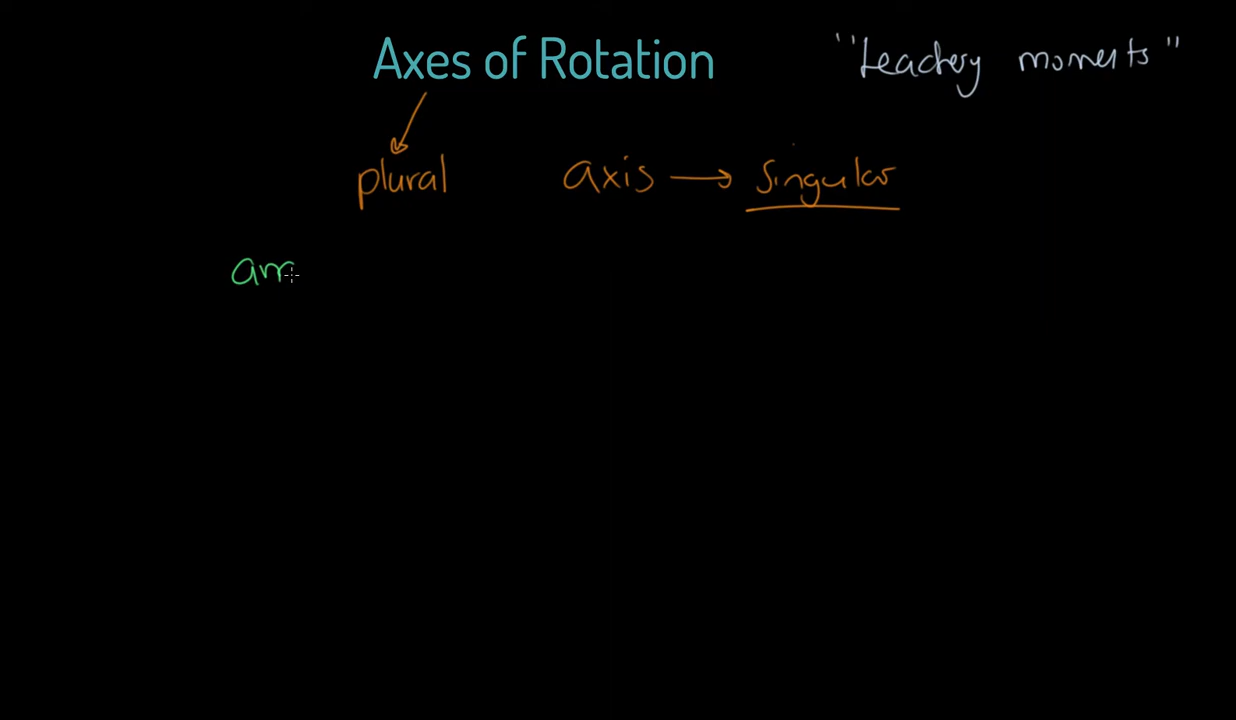 Axes of Rotation "teachery moments"
plural axis → singular